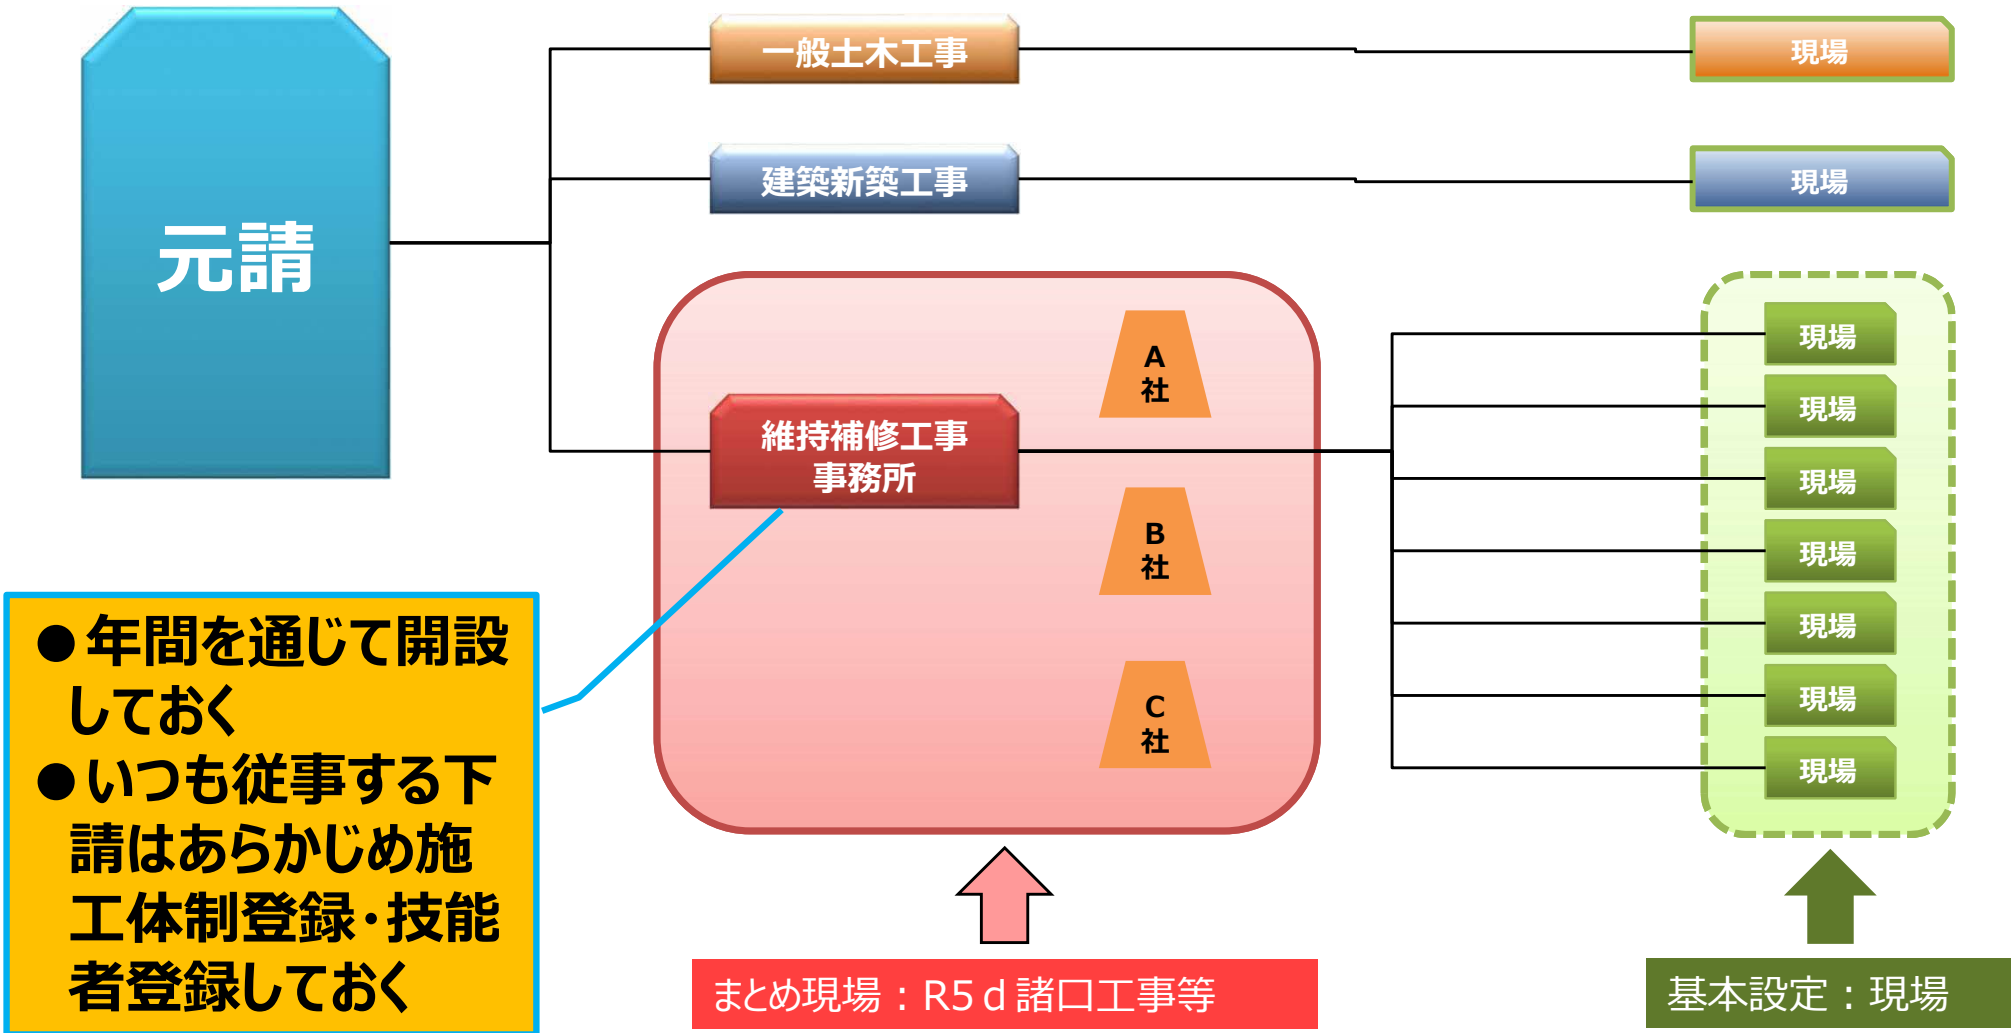 元請
一般土木工事
現場
建築新築工事
現場
維持補修工事
事務所
A
社
B
社
C
社
現場
現場
現場
現場
現場
現場
現場
●年間を通じて開設
しておく
●いつも従事する下
請はあらかじめ施
工体制登録・技能
者登録しておく
まとめ現場：R5ｄ諸口工事等
基本設定：現場